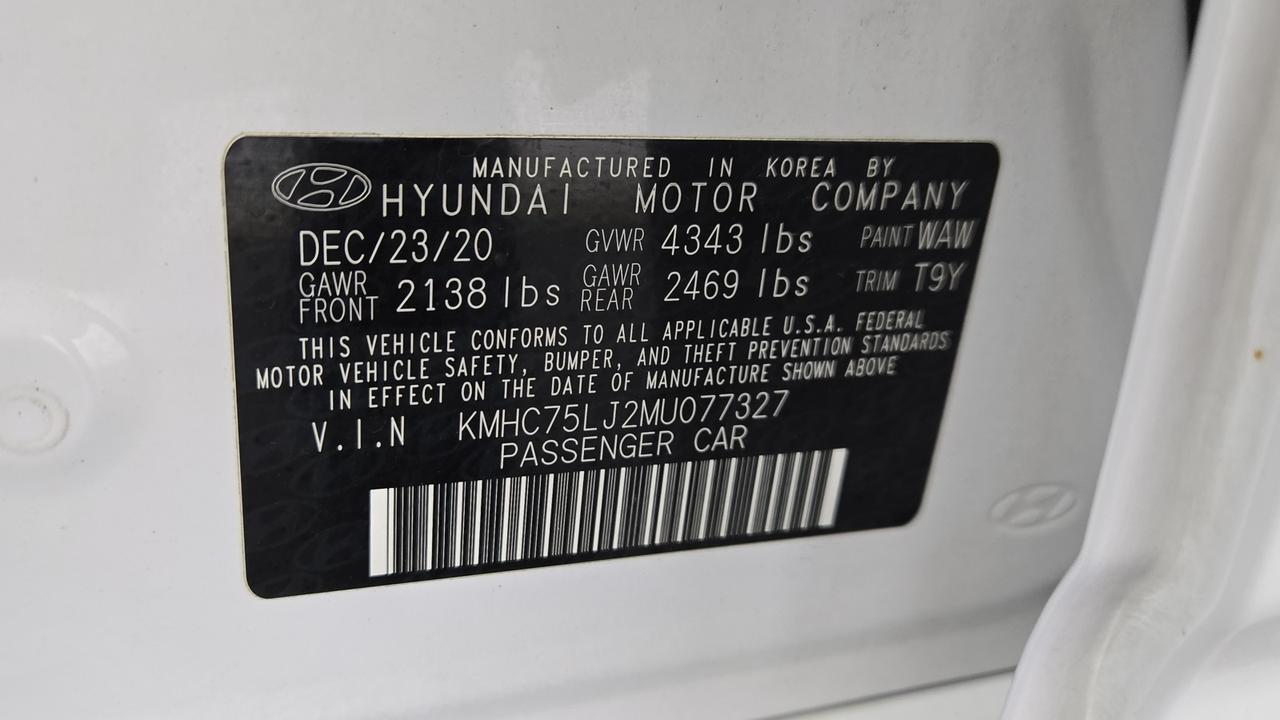 MANUFACTURED IN KOREA BY
HYUNDAI MOTOR COMPANY
DEC/23/20 GVWR 4343 lbs PAINT WAW
GAWR FRONT 2138 lbs GAWR REAR 2469 lbs TRIM T9Y
THIS VEHICLE CONFORMS TO ALL APPLICABLE U.S.A. FEDERAL
MOTOR VEHICLE SAFETY, BUMPER, AND THEFT PREVENTION STANDARDS
IN EFFECT ON THE DATE OF MANUFACTURE SHOWN ABOVE
V.I.N KMHC75LJ2MU077327
PASSENGER CAR